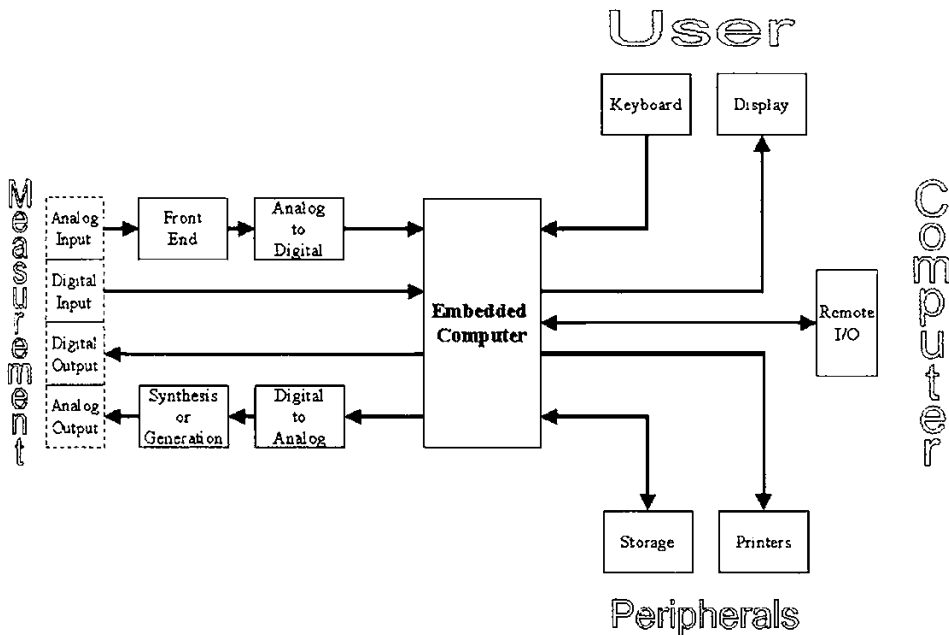 User
Keyboard
Display
Measurement
Analog
Input
Front
End
Analog
to
Digital
Digital
Input
Digital
Output
Analog
Output
Synthesis
or
Generation
Digital
to
Analog
Embedded
Computer
Remote
I/O
Computer
Storage
Printers
Peripherals